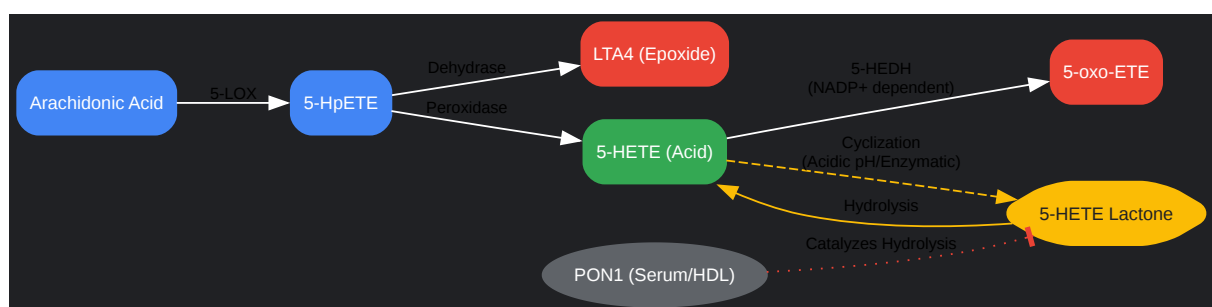 Arachidonic Acid
5-LOX
5-HpETE
Dehydrase
LTA4 (Epoxide)
Peroxidase
5-HETE (Acid)
5-HEDH
(NADP+ dependent)
5-oxo-ETE
Cyclization
(Acidic pH/Enzymatic)
Hydrolysis
5-HETE Lactone
PON1 (Serum/HDL)
Catalyzes Hydrolysis